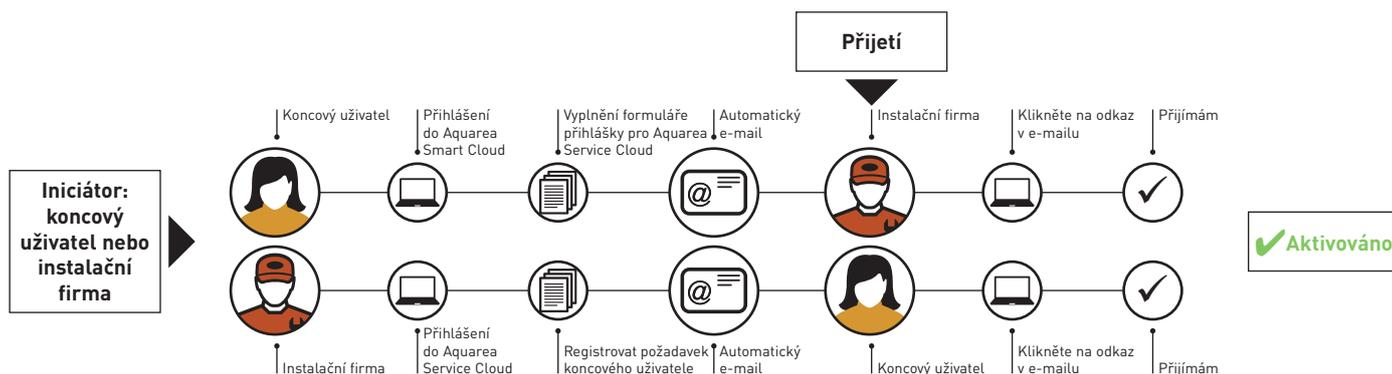 Přijetí
Koncový uživatel
Přihlášení
do Aquarea
Smart Cloud
Vyplnění formuláře
přihlášky pro Aquarea
Service Cloud
Automatický
e-mail
Instalační firma
Klikněte na odkaz
v e-mailu
Přijímám
Iniciátor:
koncový
uživatel nebo
instalační
firma
@
@
Aktivováno
Instalační firma
Přihlášení
do Aquarea
Service Cloud
Registrovat požadavek
koncového uživatele
Automatický
e-mail
Koncový uživatel
Klikněte na odkaz
v e-mailu
Přijímám